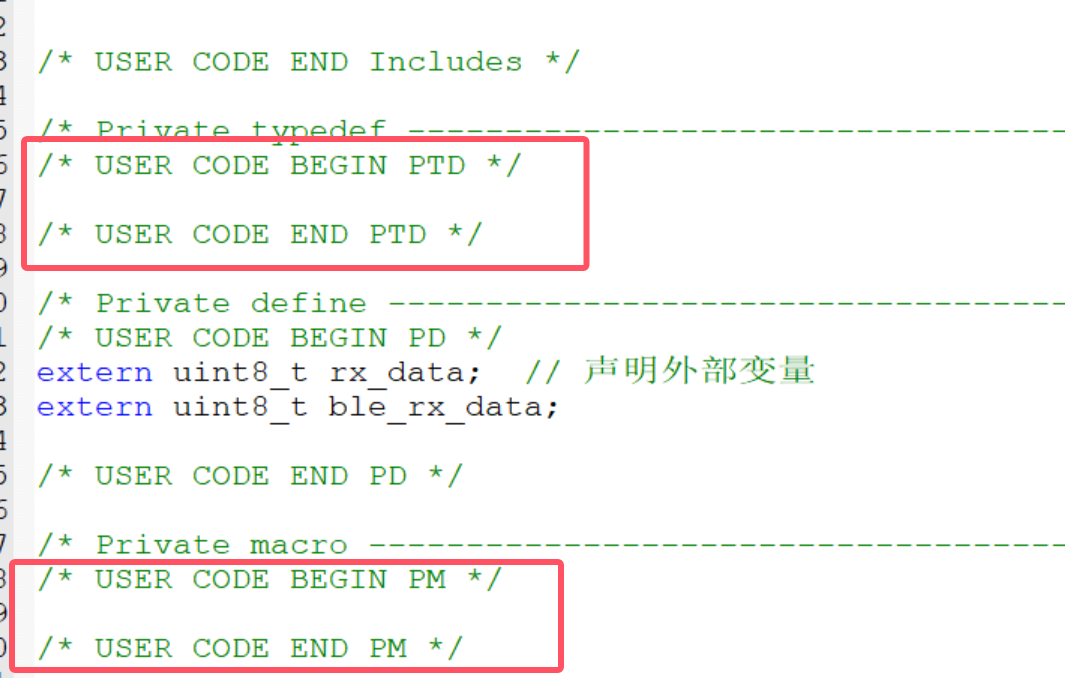 2
3 /* USER CODE END Includes */
4
5 /* Private typedef -----------------------------------
6 /* USER CODE BEGIN PTD */
7
8 /* USER CODE END PTD */
9
0 /* Private define ------------------------------------
1 /* USER CODE BEGIN PD */
2 extern uint8_t rx_data;  // 声明外部变量
3 extern uint8_t ble_rx_data;
4
5 /* USER CODE END PD */
6
7 /* Private macro -------------------------------------
8 /* USER CODE BEGIN PM */
9
0 /* USER CODE END PM */